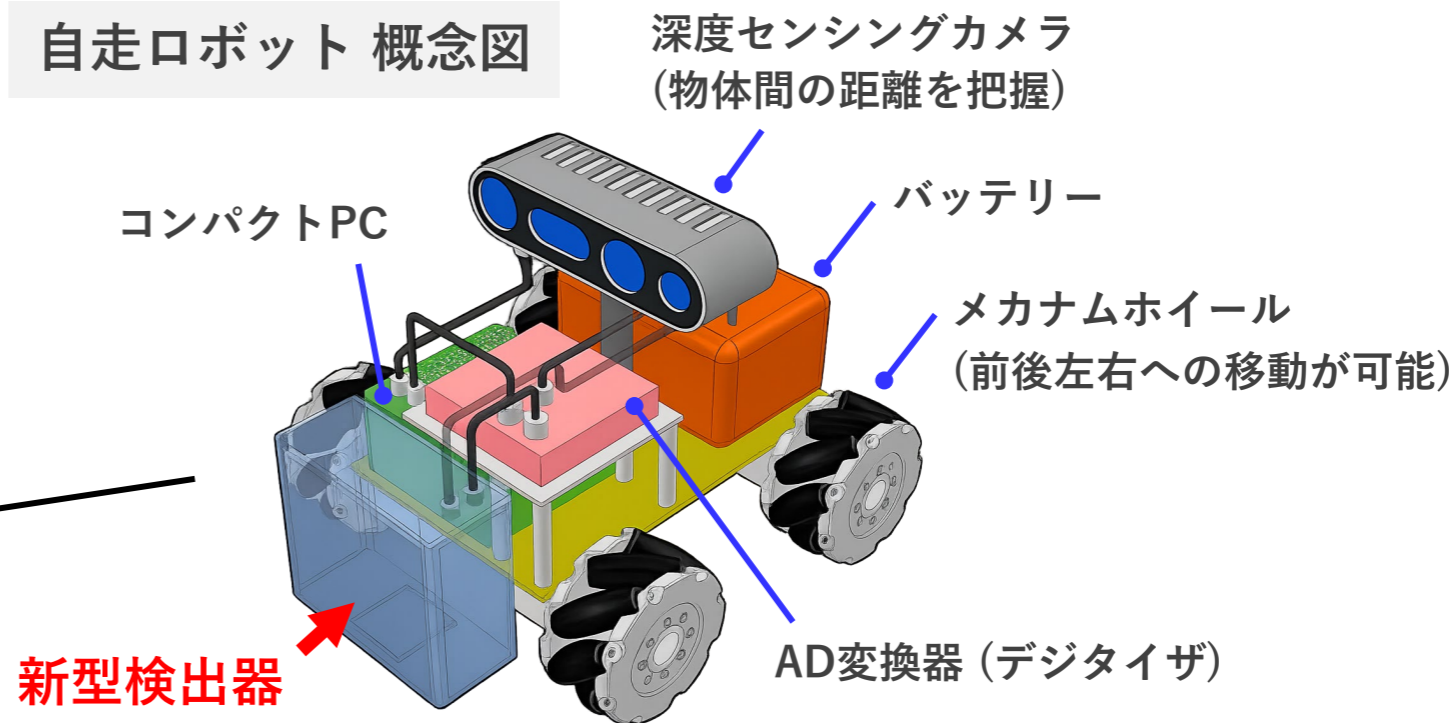 自走ロボット 概念図
深度センシングカメラ
(物体間の距離を把握)
コンパクトPC
バッテリー
メカナムホイール
(前後左右への移動が可能)
新型検出器
AD変換器 (デジタイザ)